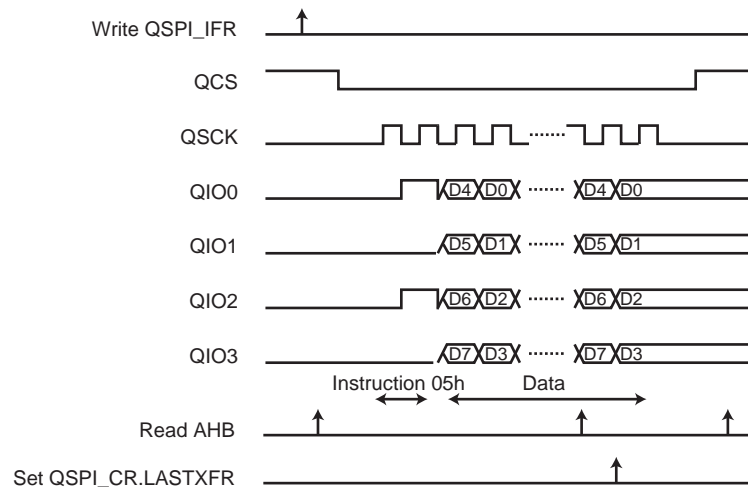 Write QSPI_IFR
QCS
QSCK
QIO0 D4 D0 D4 D0
QIO1 D5 D1 D5 D1
QIO2 D6 D2 D6 D2
QIO3 D7 D3 D7 D3
Instruction 05h Data
Read AHB
Set QSPI_CR.LASTXFR